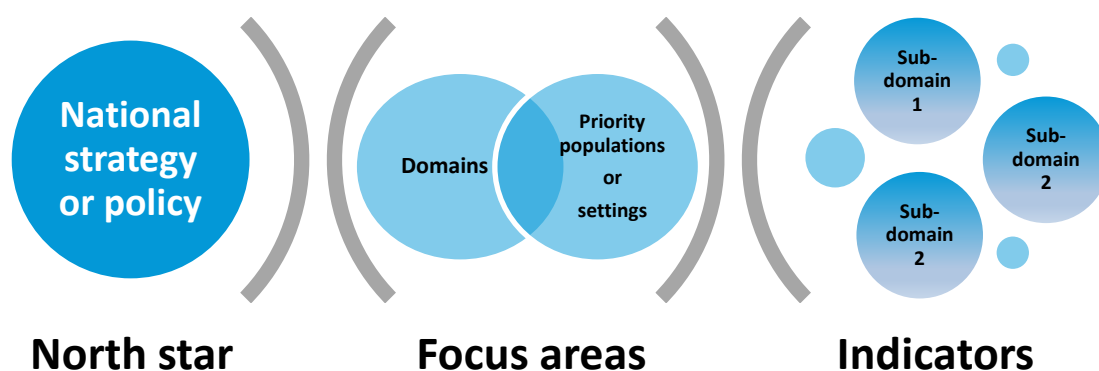 National
strategy
or policy
Domains
Priority
populations
or
settings
Sub-
domain
1
Sub-
domain
2
Sub-
domain
2
North star
Focus areas
Indicators